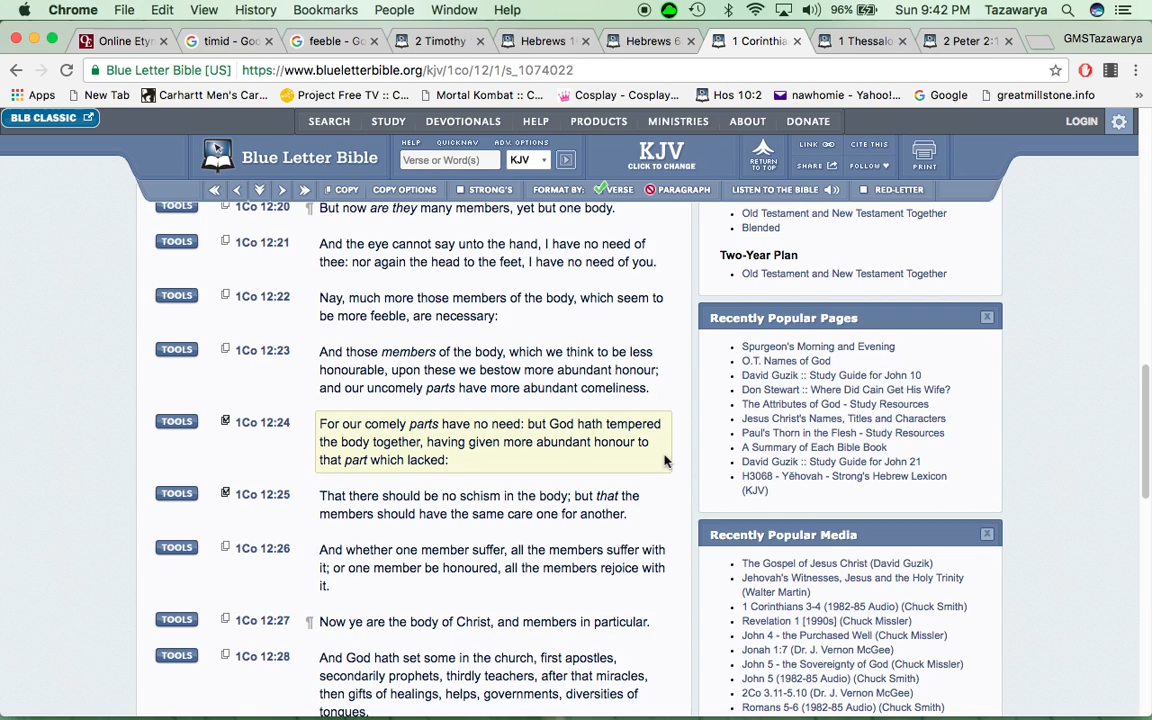 Chrome File Edit View History Bookmarks People Window Help 96% Sun 9:42 PM Tazawarya
Online Ety 
timid - Goo
feeble - Go
2 Timothy
Hebrews 1
Hebrews 6
1 Corinthia
1 Thessalo
2 Peter 2:1
GMSTazawarya
Blue Letter Bible [US] https://www.blueletterbible.org/kjv/1co/12/1/s_1074022
Apps New Tab Carhartt Men's Car... Project Free TV :: C... Mortal Kombat :: C... Cosplay - Cosplay... Hos 10:2 nawhomie - Yahoo!... Google greatmillstone.info »
BLB CLASSIC
SEARCH STUDY DEVOTIONALS HELP PRODUCTS MINISTRIES ABOUT DONATE LOGIN
Blue Letter Bible
HELP QUICKNAV ADV. OPTIONS
Verse or Word(s) KJV
KJV
CLICK TO CHANGE
RETURN
TO TOP
LINK CITE THIS
SHARE FOLLOW
PRINT
COPY COPY OPTIONS STRONG'S FORMAT BY: VERSE PARAGRAPH LISTEN TO THE BIBLE RED-LETTER
TOOLS 1Co 12:20 ¶ But now are they many members, yet but one body.
TOOLS 1Co 12:21 And the eye cannot say unto the hand, I have no need of
thee: nor again the head to the feet, I have no need of you.
TOOLS 1Co 12:22 Nay, much more those members of the body, which seem to
be more feeble, are necessary:
TOOLS 1Co 12:23 And those members of the body, which we think to be less
honourable, upon these we bestow more abundant honour;
and our uncomely parts have more abundant comeliness.
TOOLS 1Co 12:24 For our comely parts have no need: but God hath tempered
the body together, having given more abundant honour to
that part which lacked:
TOOLS 1Co 12:25 That there should be no schism in the body; but that the
members should have the same care one for another.
TOOLS 1Co 12:26 And whether one member suffer, all the members suffer with
it; or one member be honoured, all the members rejoice with
it.
TOOLS 1Co 12:27 ¶ Now ye are the body of Christ, and members in particular.
TOOLS 1Co 12:28 And God hath set some in the church, first apostles,
secondarily prophets, thirdly teachers, after that miracles,
then gifts of healings, helps, governments, diversities of
tongues.
Old Testament and New Testament Together
Blended
Two-Year Plan
Old Testament and New Testament Together
Recently Popular Pages
Spurgeon's Morning and Evening
O.T. Names of God
David Guzik :: Study Guide for John 10
Don Stewart :: Where Did Cain Get His Wife?
The Attributes of God - Study Resources
Jesus Christ's Names, Titles and Characters
Paul's Thorn in the Flesh - Study Resources
A Summary of Each Bible Book
David Guzik :: Study Guide for John 21
H3068 - Yĕhovah - Strong's Hebrew Lexicon
(KJV)
Recently Popular Media
The Gospel of Jesus Christ (David Guzik)
Jehovah's Witnesses, Jesus and the Holy Trinity
(Walter Martin)
1 Corinthians 3-4 (1982-85 Audio) (Chuck Missler)
Revelation 1 [1990s] (Chuck Missler)
John 4 - the Purchased Well (Chuck Missler)
Jonah 1:7 (Dr. J. Vernon McGee)
John 5 - the Sovereignty of God (Chuck Missler)
John 5 (1982-85 Audio) (Chuck Smith)
2Co 3.11-5.10 (Dr. J. Vernon McGee)
Romans 5-6 (1982-85 Audio) (Chuck Smith)